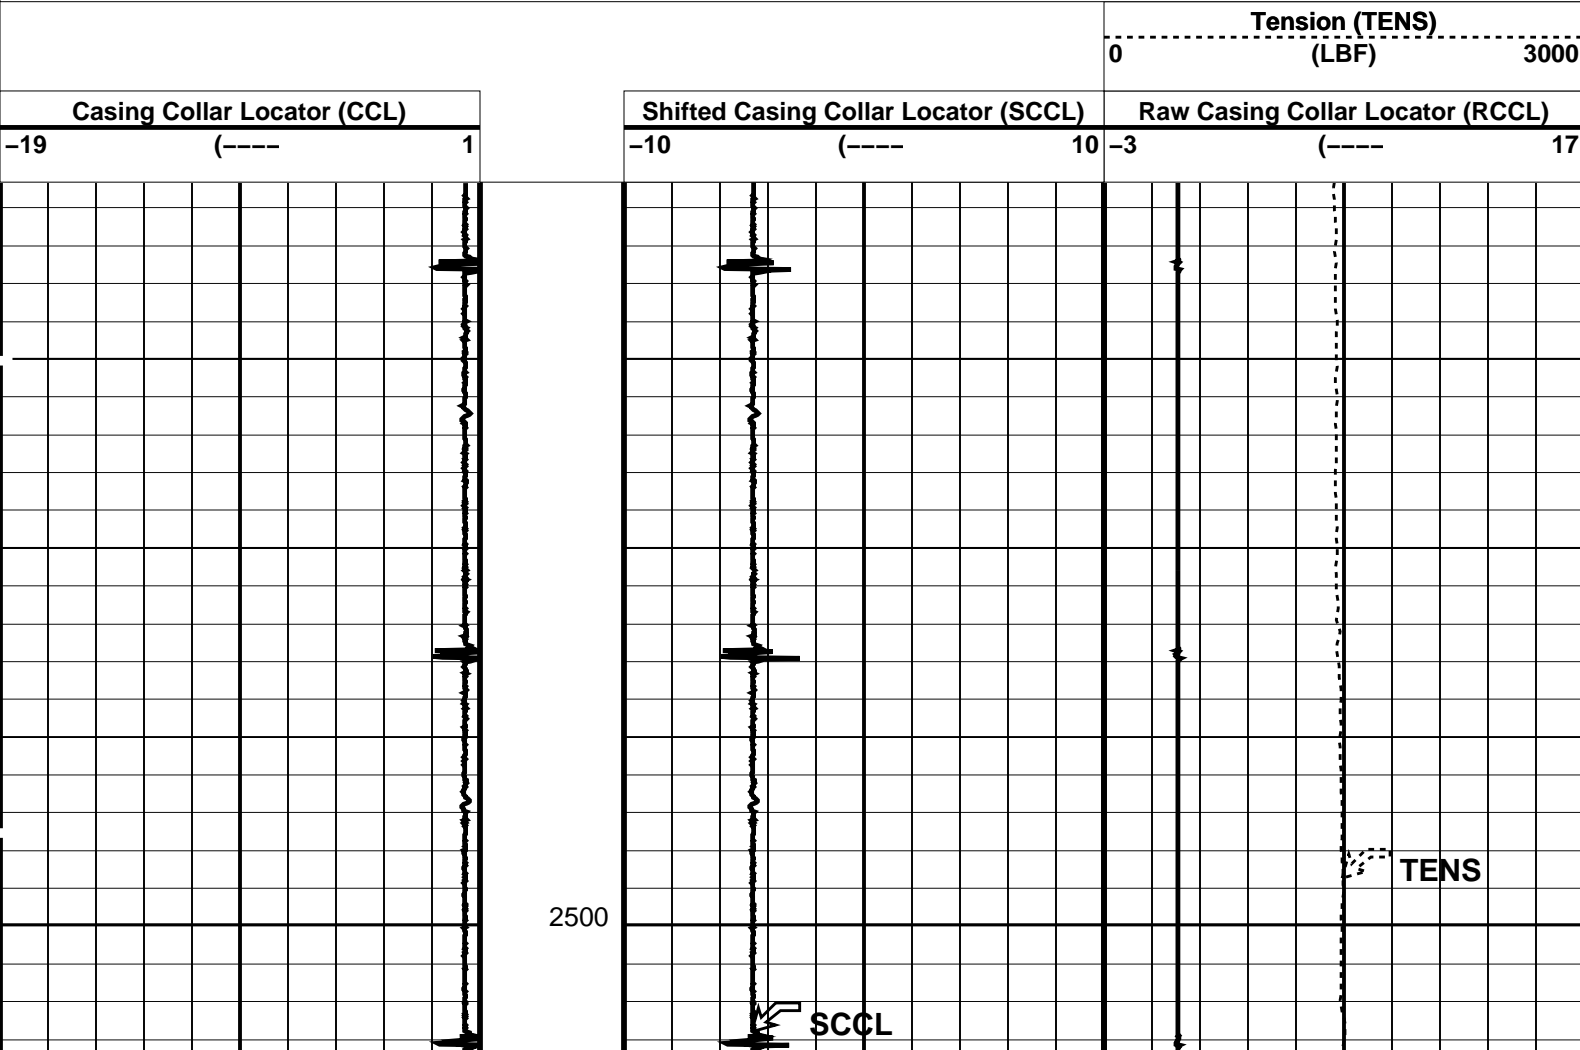 Tension (TENS)
0 (LBF) 3000
Casing Collar Locator (CCL) Shifted Casing Collar Locator (SCCL) Raw Casing Collar Locator (RCCL)
−19 (−−−− 1 −10 (−−−− 10 −3 (−−−− 17
TENS
2500
SCCL